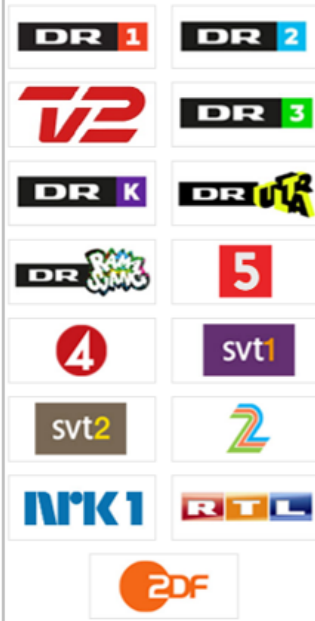 DR 1
DR 2
TV2
DR 3
DR K
DR ULTRA
DR RAMASJANG
5
4
svt1
svt2
2
nrk1
RTL
2DF